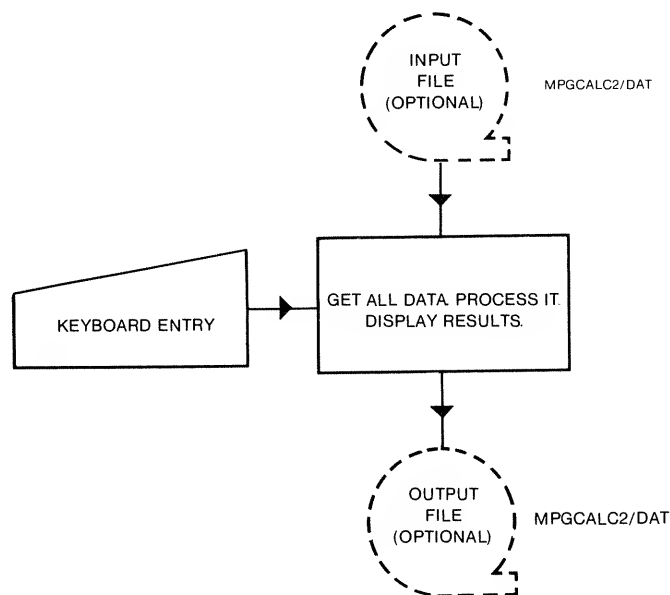 INPUT
FILE
(OPTIONAL)
MPGCALC2/DAT
KEYBOARD ENTRY
GET ALL DATA. PROCESS IT.
DISPLAY RESULTS.
OUTPUT
FILE
(OPTIONAL)
MPGCALC2/DAT